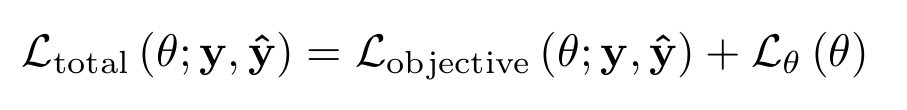 ℒ_total (θ; 𝐲, 𝐲̂) = ℒ_objective (θ; 𝐲, 𝐲̂) + ℒ_θ (θ)